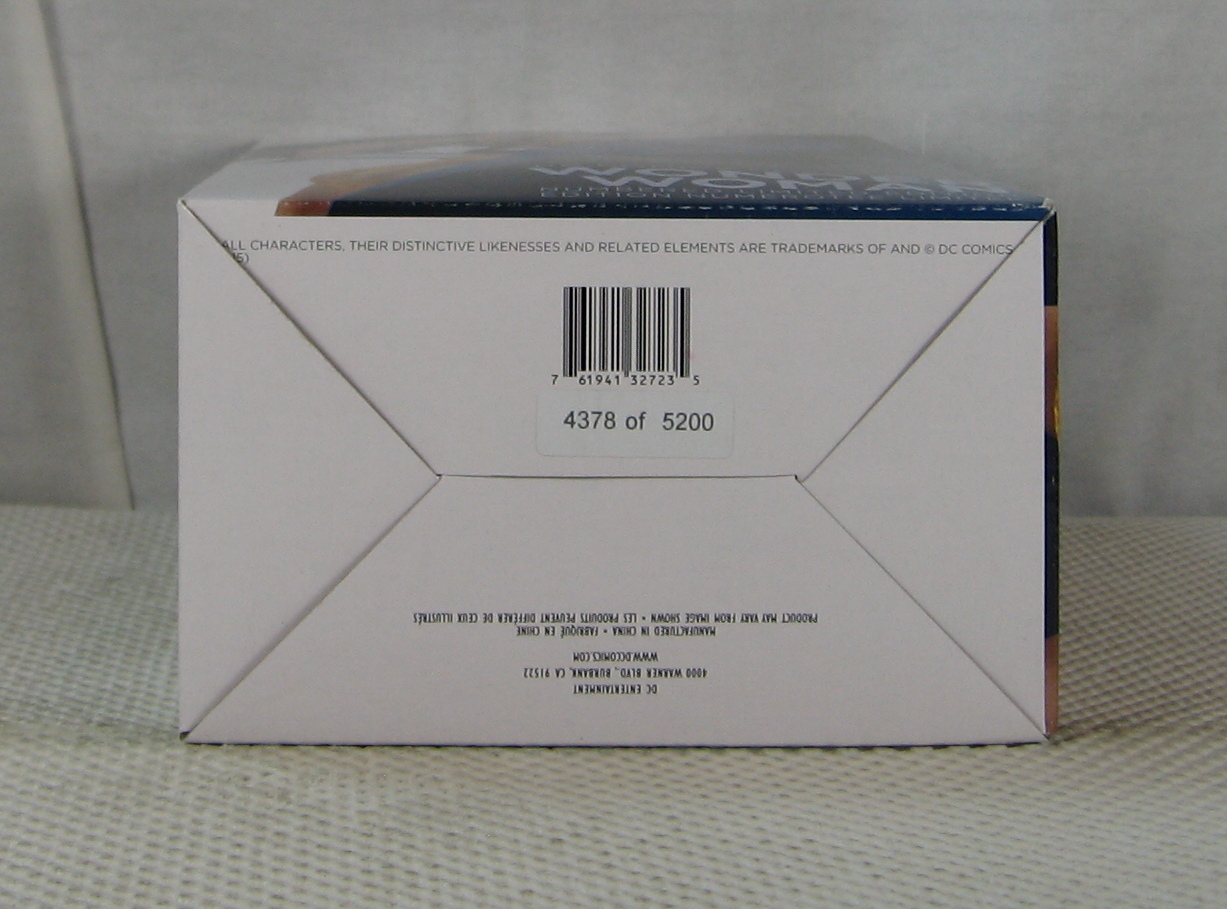 WONDER
WOMAN
ALL CHARACTERS, THEIR DISTINCTIVE LIKENESSES AND RELATED ELEMENTS ARE TRADEMARKS OF AND © DC COMICS
7 61941 32723 5
4378 of 5200
DC ENTERTAINMENT
4000 WARNER BLVD., BURBANK, CA 91522
WWW.DCCOMICS.COM
MANUFACTURED IN CHINA • FABRIQUÉ EN CHINE
PRODUCT MAY VARY FROM IMAGE SHOWN • LES PRODUITS PEUVENT DIFFÉRER DE CEUX ILLUSTRÉS